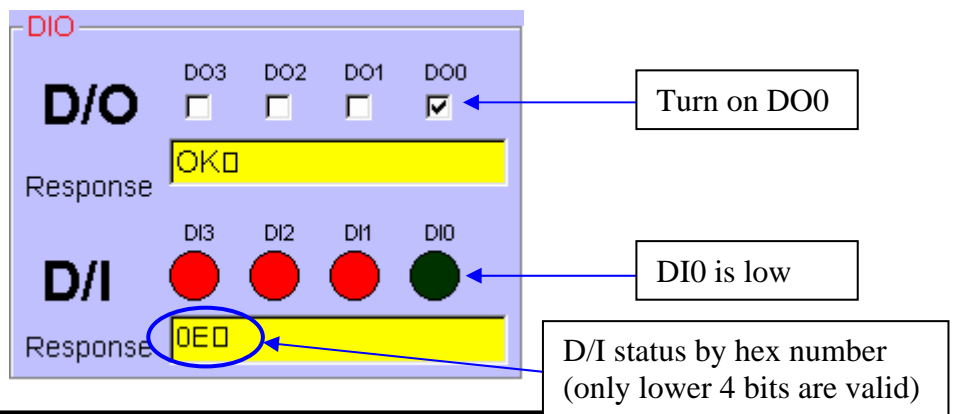 DIO
D/O
DO3 DO2 DO1 DO0
Turn on DO0
Response
OK▯
D/I
DI3 DI2 DI1 DI0
DI0 is low
Response
0E▯
D/I status by hex number
(only lower 4 bits are valid)